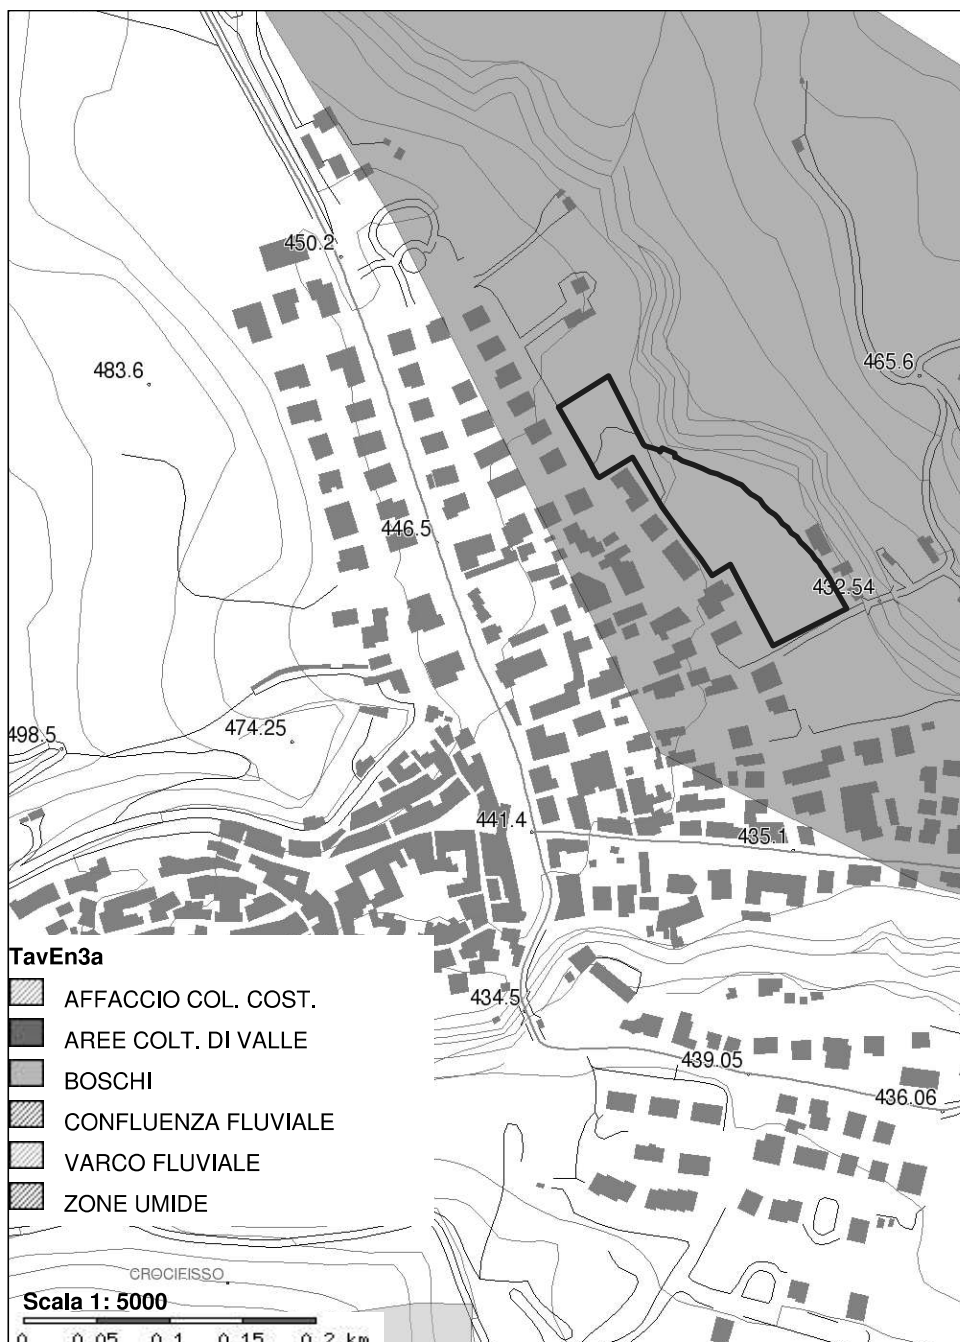 450.2
483.6
465.6
446.5
432.54
498.5
474.25
441.4
435.1
TavEn3a
AFFACCIO COL. COST.
AREE COLT. DI VALLE
BOSCHI
CONFLUENZA FLUVIALE
VARCO FLUVIALE
ZONE UMIDE
434.5
439.05
436.06
CROCIFISSO
Scala 1: 5000
0 0.05 0.1 0.15 0.2 km